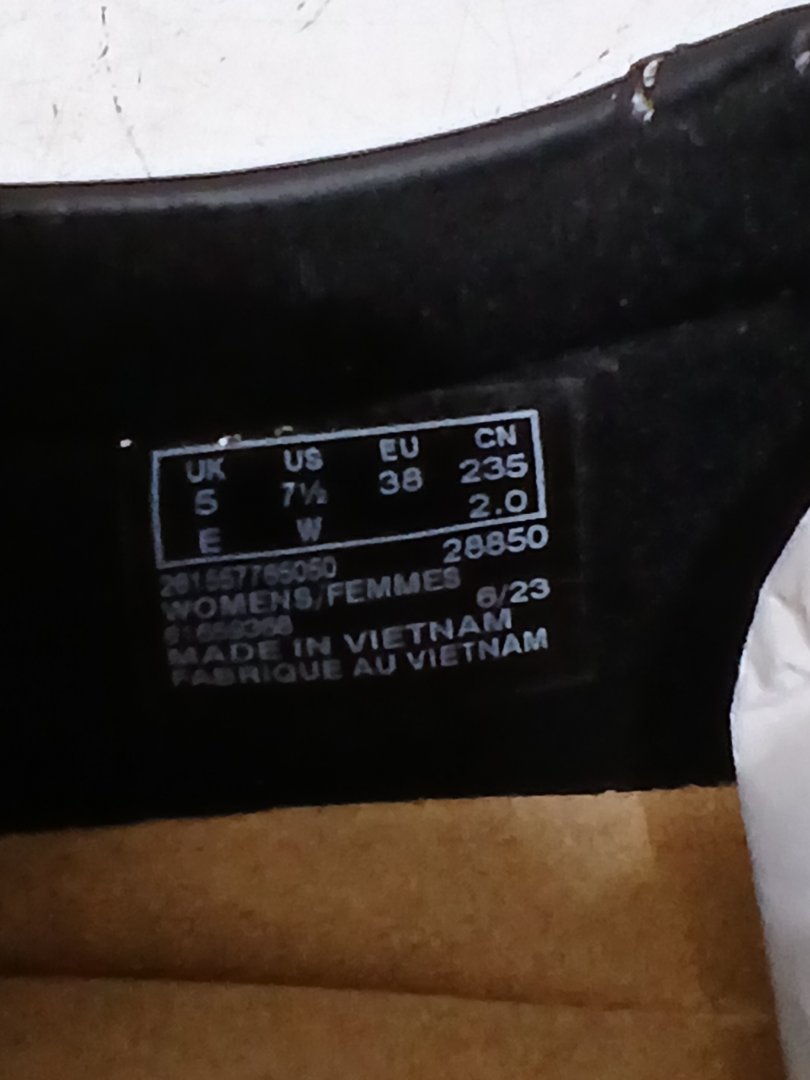 UK US EU CN
5 7½ 38 235
E W 2.0
28850
WOMENS/FEMMES
6/23
MADE IN VIETNAM
FABRIQUE AU VIETNAM